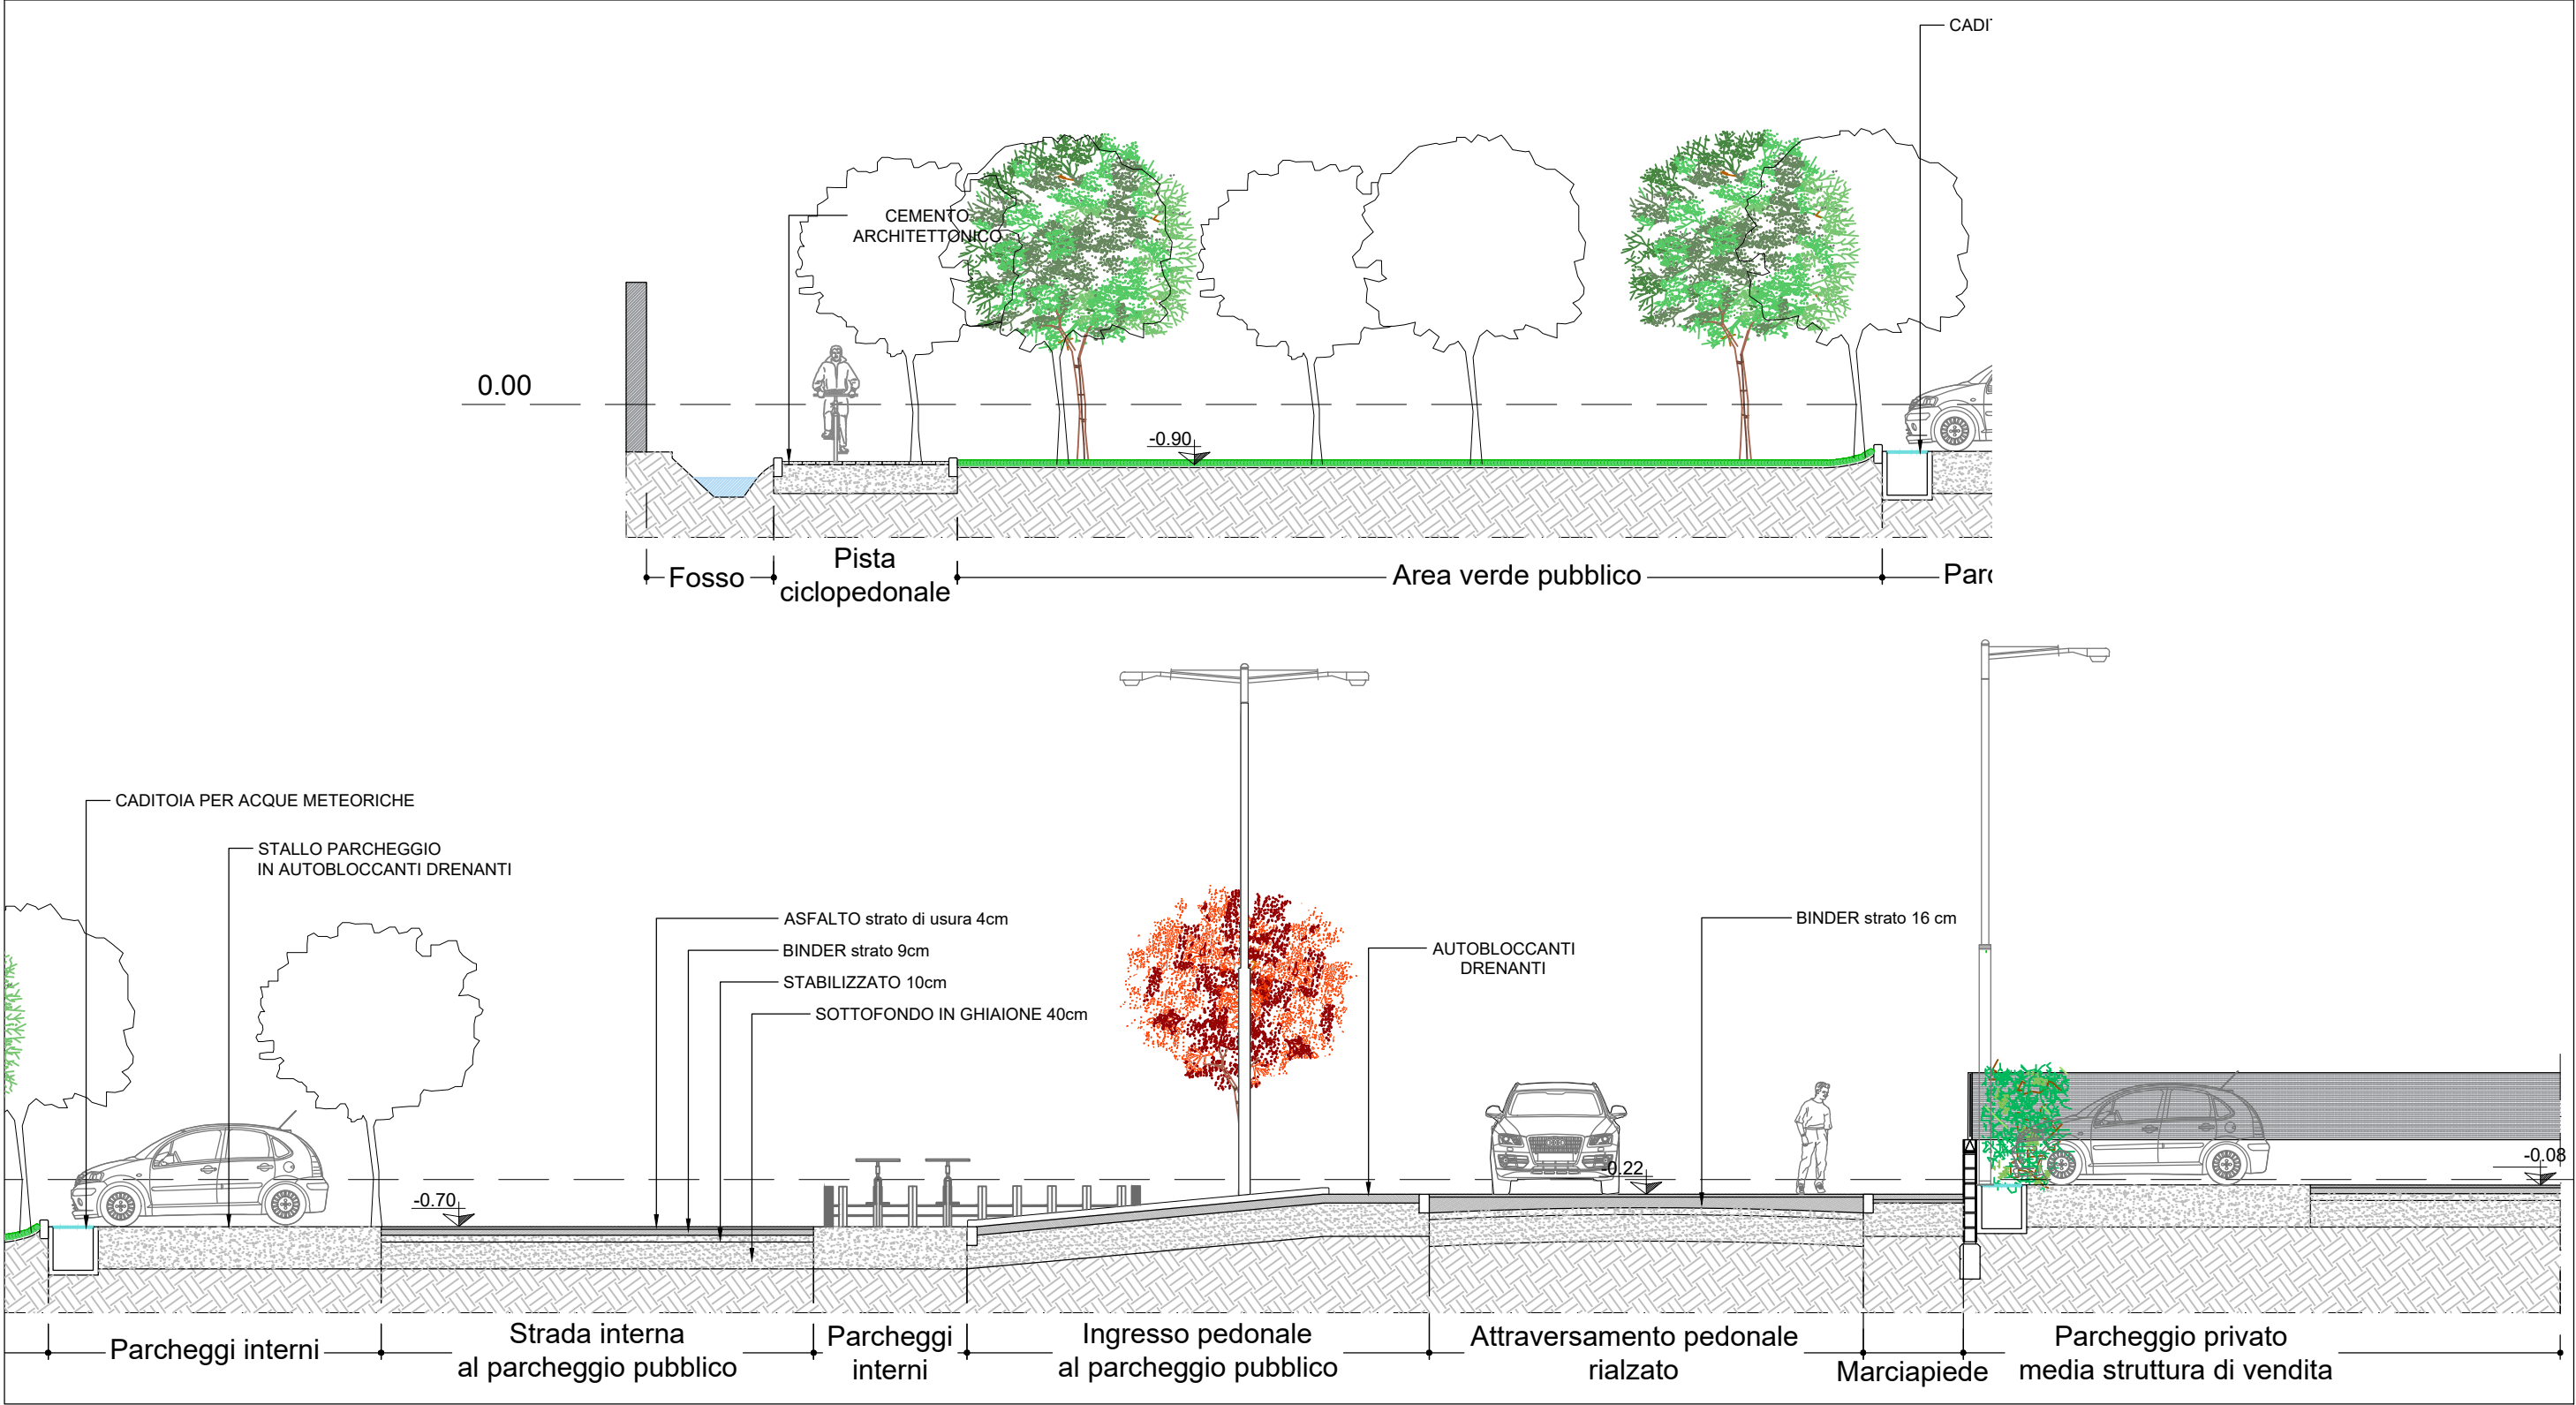 CADI
CEMENTO
ARCHITETTONICO
0.00
-0.90
Fosso
Pista
ciclopedonale
Area verde pubblico
Parc
CADITOIA PER ACQUE METEORICHE
STALLO PARCHEGGIO
IN AUTOBLOCCANTI DRENANTI
ASFALTO strato di usura 4cm
BINDER strato 9cm
STABILIZZATO 10cm
SOTTOFONDO IN GHIAIONE 40cm
AUTOBLOCCANTI
DRENANTI
BINDER strato 16 cm
-0.70
-0.22
-0.08
Parcheggi interni
Strada interna
al parcheggio pubblico
Parcheggi
interni
Ingresso pedonale
al parcheggio pubblico
Attraversamento pedonale
rialzato
Marciapiede
Parcheggio privato
media struttura di vendita